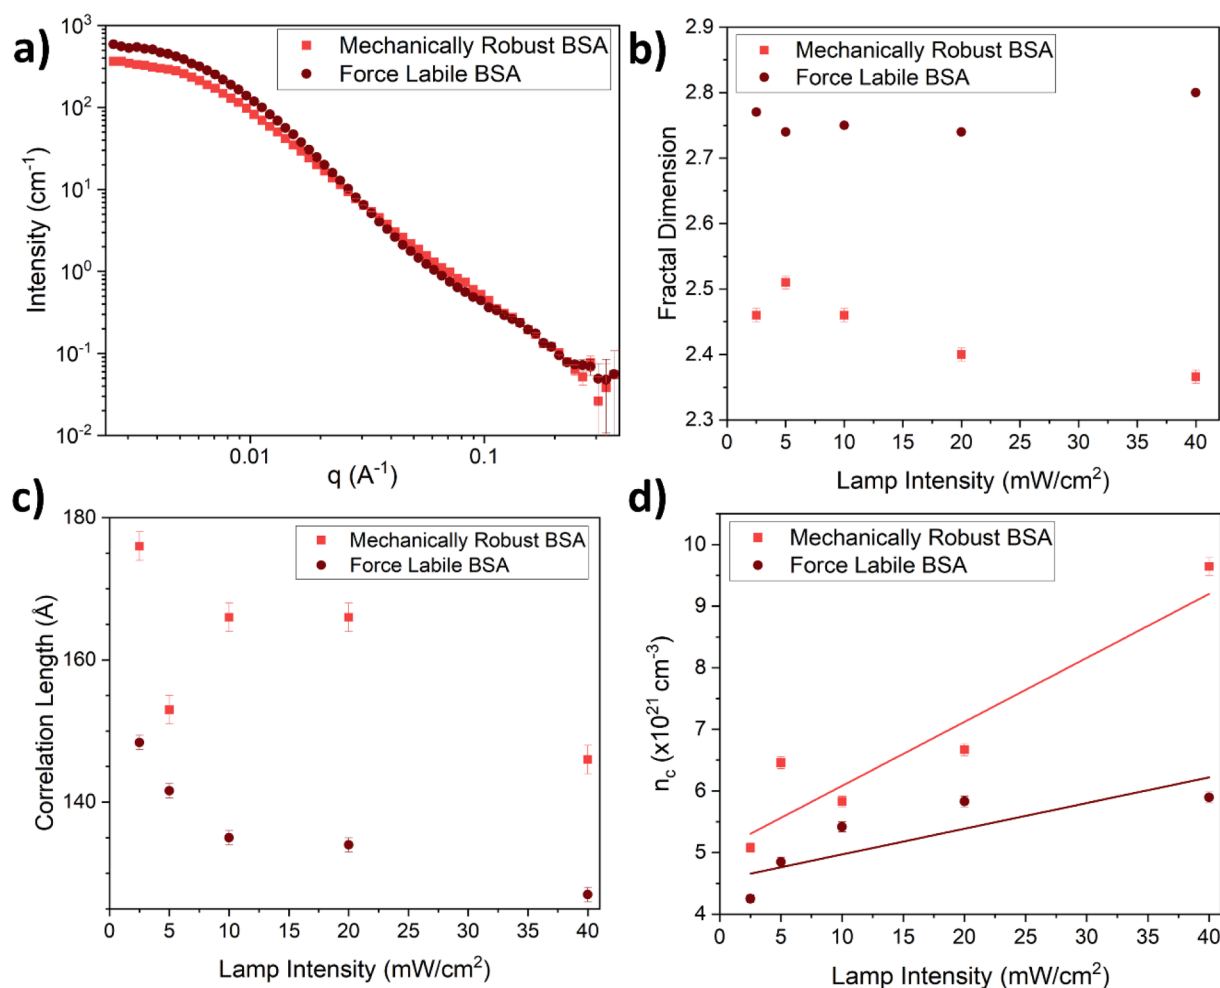 a)
10³
10²
10¹
10⁰
10⁻¹
10⁻²
Intensity (cm⁻¹)
Mechanically Robust BSA
Force Labile BSA
0.01
0.1
q (A⁻¹)
b)
2.9
2.8
2.7
2.6
2.5
2.4
2.3
Fractal Dimension
Mechanically Robust BSA
Force Labile BSA
0 5 10 15 20 25 30 35 40
Lamp Intensity (mW/cm²)
c)
180
160
140
Correlation Length (Å)
Mechanically Robust BSA
Force Labile BSA
0 5 10 15 20 25 30 35 40
Lamp Intensity (mW/cm²)
d)
10
9
8
7
6
5
4
n_c (x10²¹ cm⁻³)
Mechanically Robust BSA
Force Labile BSA
0 5 10 15 20 25 30 35 40
Lamp Intensity (mW/cm²)